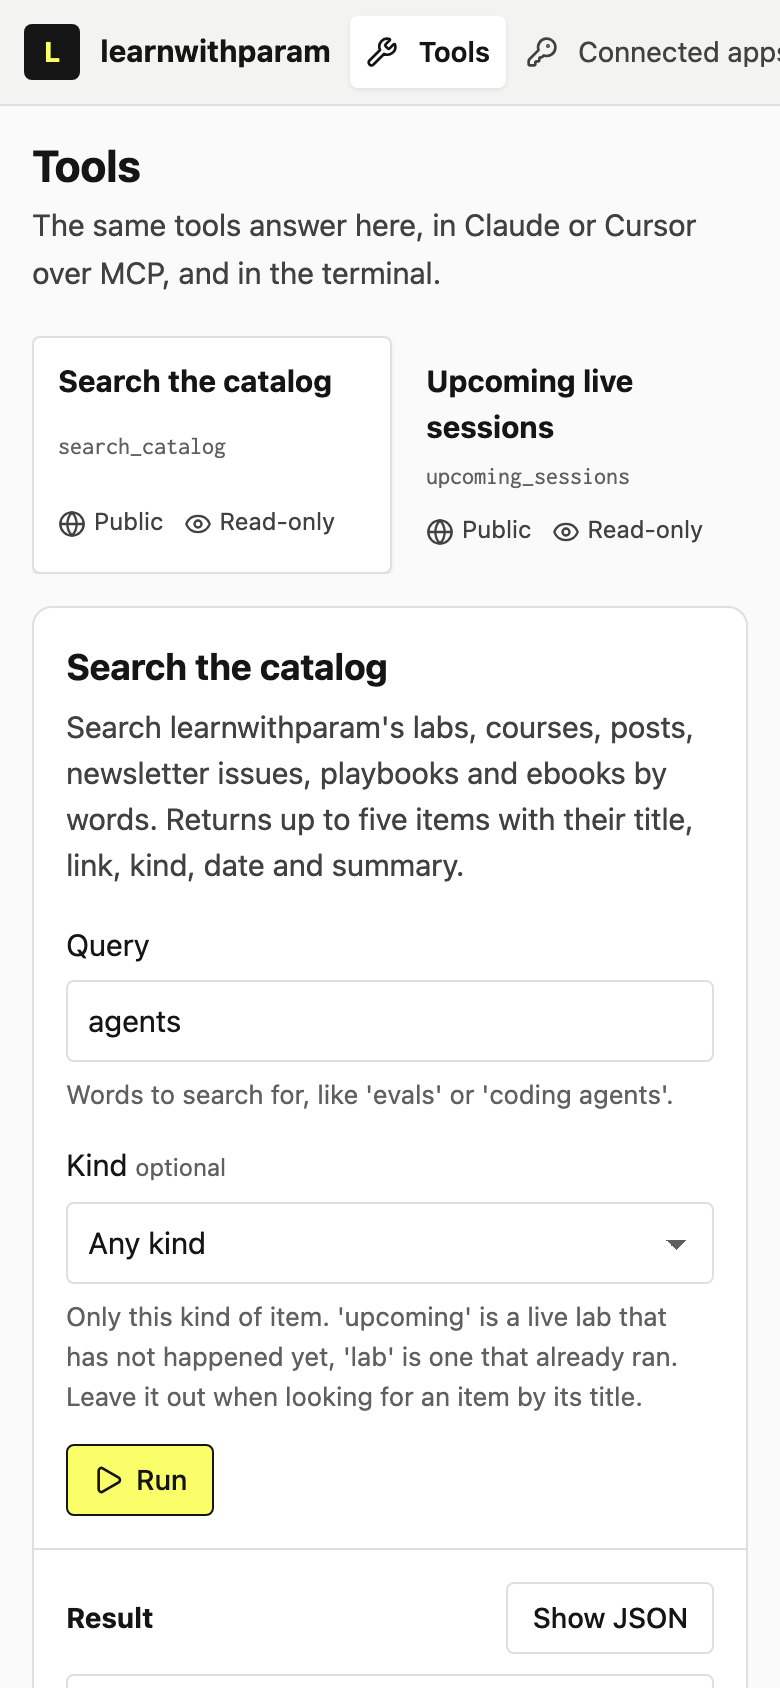 L
learnwithparam
Tools
Connected apps
Tools
The same tools answer here, in Claude or Cursor
over MCP, and in the terminal.
Search the catalog
search_catalog
Public
Read-only
Upcoming live
sessions
upcoming_sessions
Public
Read-only
Search the catalog
Search learnwithparam's labs, courses, posts,
newsletter issues, playbooks and ebooks by
words. Returns up to five items with their title,
link, kind, date and summary.
Query
agents
Words to search for, like 'evals' or 'coding agents'.
Kind optional
Any kind
Only this kind of item. 'upcoming' is a live lab that
has not happened yet, 'lab' is one that already ran.
Leave it out when looking for an item by its title.
Run
Result
Show JSON